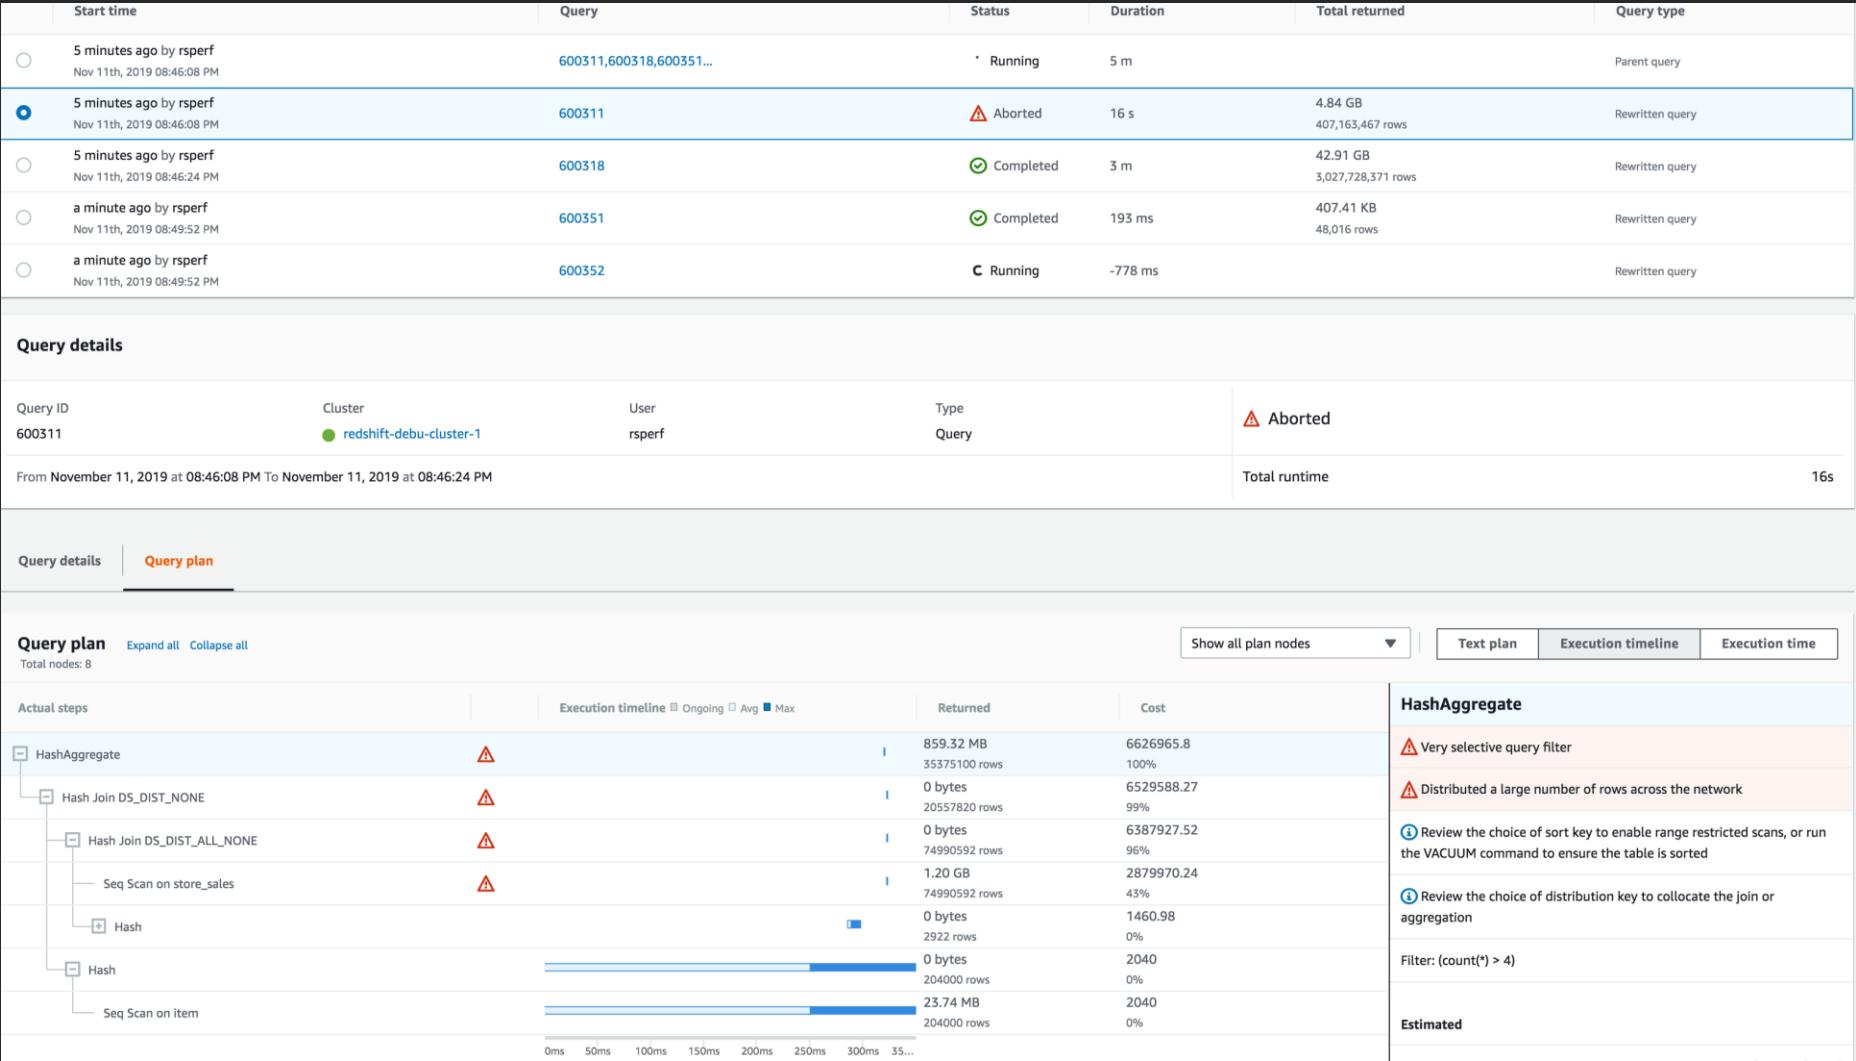 Start time Query Status Duration Total returned Query type
5 minutes ago by rsperf
Nov 11th, 2019 08:46:08 PM
600311,600318,600351... Running 5 m Parent query
5 minutes ago by rsperf
Nov 11th, 2019 08:46:08 PM
600311 Aborted 16 s
4.84 GB
407,163,467 rows
Rewritten query
5 minutes ago by rsperf
Nov 11th, 2019 08:46:24 PM
600318 Completed 3 m
42.91 GB
3,027,728,371 rows
Rewritten query
a minute ago by rsperf
Nov 11th, 2019 08:49:52 PM
600351 Completed 193 ms
407.41 KB
48,016 rows
Rewritten query
a minute ago by rsperf
Nov 11th, 2019 08:49:52 PM
600352 Running -778 ms Rewritten query
Query details
Query ID Cluster User Type
600311 redshift-debu-cluster-1 rsperf Query
Aborted
From November 11, 2019 at 08:46:08 PM To November 11, 2019 at 08:46:24 PM
Total runtime 16s
Query details Query plan
Query plan Expand all Collapse all
Total nodes: 8
Show all plan nodes Text plan Execution timeline Execution time
Actual steps Execution timeline Ongoing Avg Max Returned Cost
HashAggregate
859.32 MB 6626965.8
35375100 rows 100%
Hash Join DS_DIST_NONE
0 bytes 6529588.27
20557820 rows 99%
Hash Join DS_DIST_ALL_NONE
0 bytes 6387927.52
74990592 rows 96%
Seq Scan on store_sales
1.20 GB 2879970.24
74990592 rows 43%
Hash
0 bytes 1460.98
2922 rows 0%
Hash
0 bytes 2040
204000 rows 0%
Seq Scan on item
23.74 MB 2040
204000 rows 0%
0ms 50ms 100ms 150ms 200ms 250ms 300ms 35...
HashAggregate
Very selective query filter
Distributed a large number of rows across the network
Review the choice of sort key to enable range restricted scans, or run
the VACUUM command to ensure the table is sorted
Review the choice of distribution key to collocate the join or
aggregation
Filter: (count(*) > 4)
Estimated